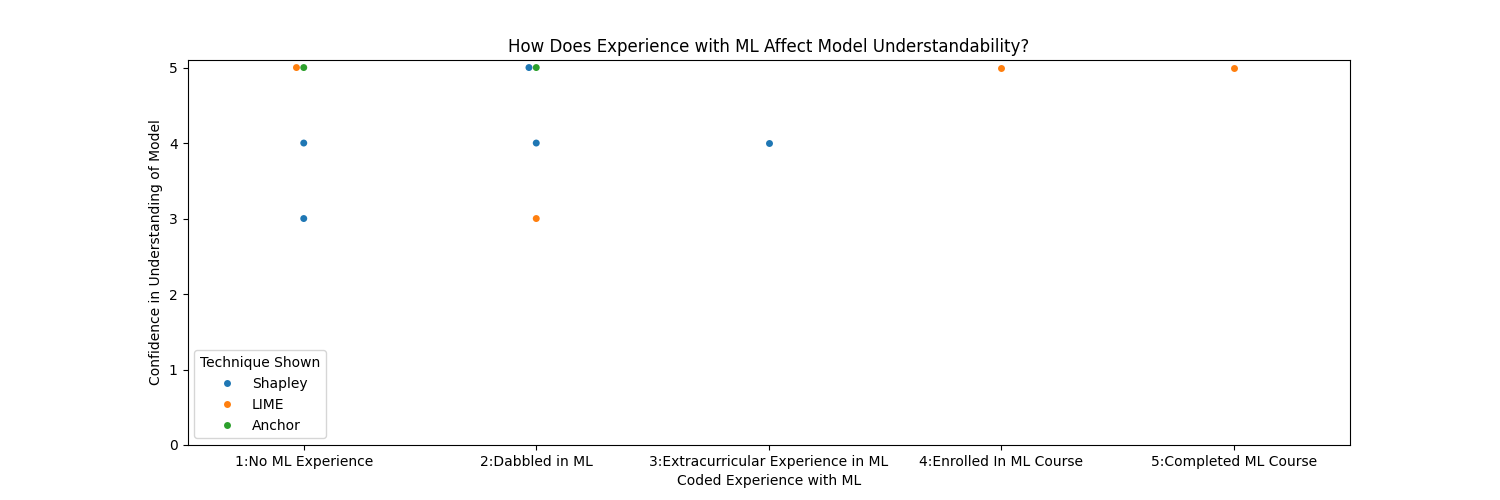 How Does Experience with ML Affect Model Understandability?
Confidence in Understanding of Model
5
4
3
2
1
0
Technique Shown
Shapley
LIME
Anchor
1:No ML Experience
2:Dabbled in ML
3:Extracurricular Experience in ML
4:Enrolled In ML Course
5:Completed ML Course
Coded Experience with ML